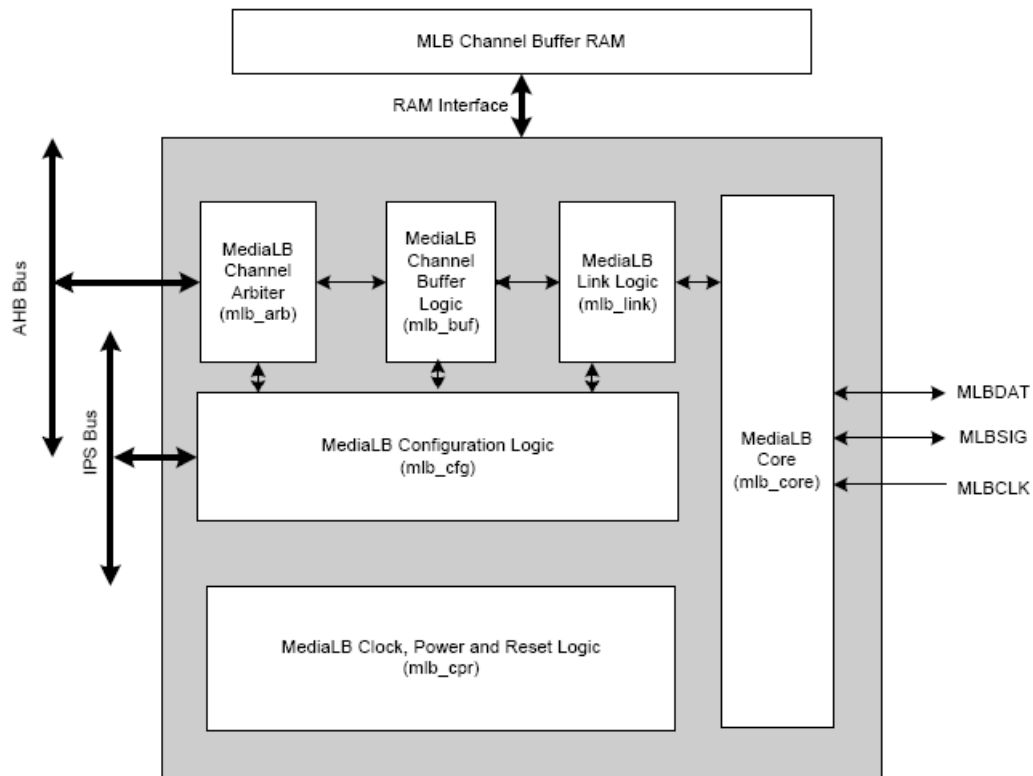 MLB Channel Buffer RAM
RAM Interface
AHB Bus
IPS Bus
MediaLB
Channel
Arbiter
(mlb_arb)
MediaLB
Channel
Buffer
Logic
(mlb_buf)
MediaLB
Link Logic
(mlb_link)
MediaLB Configuration Logic
(mlb_cfg)
MediaLB
Core
(mlb_core)
MLBDAT
MLBSIG
MLBCLK
MediaLB Clock, Power and Reset Logic
(mlb_cpr)